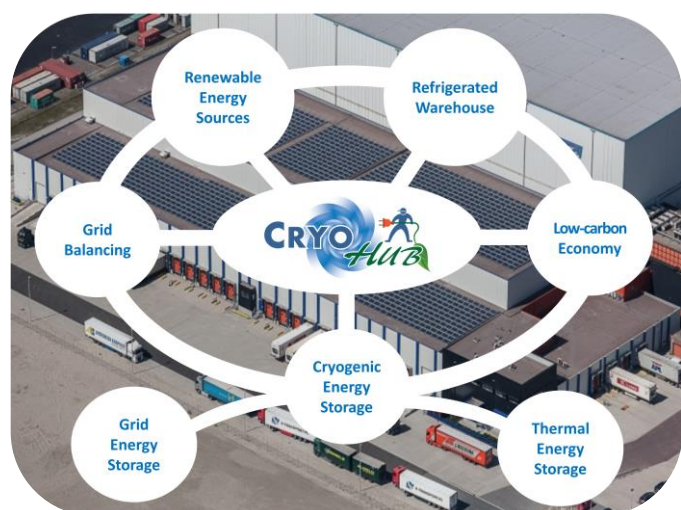 Renewable
Energy
Sources
Refrigerated
Warehouse
Grid
Balancing
CRYO
HUB
Low-carbon
Economy
Cryogenic
Energy
Storage
Grid
Energy
Storage
Thermal
Energy
Storage